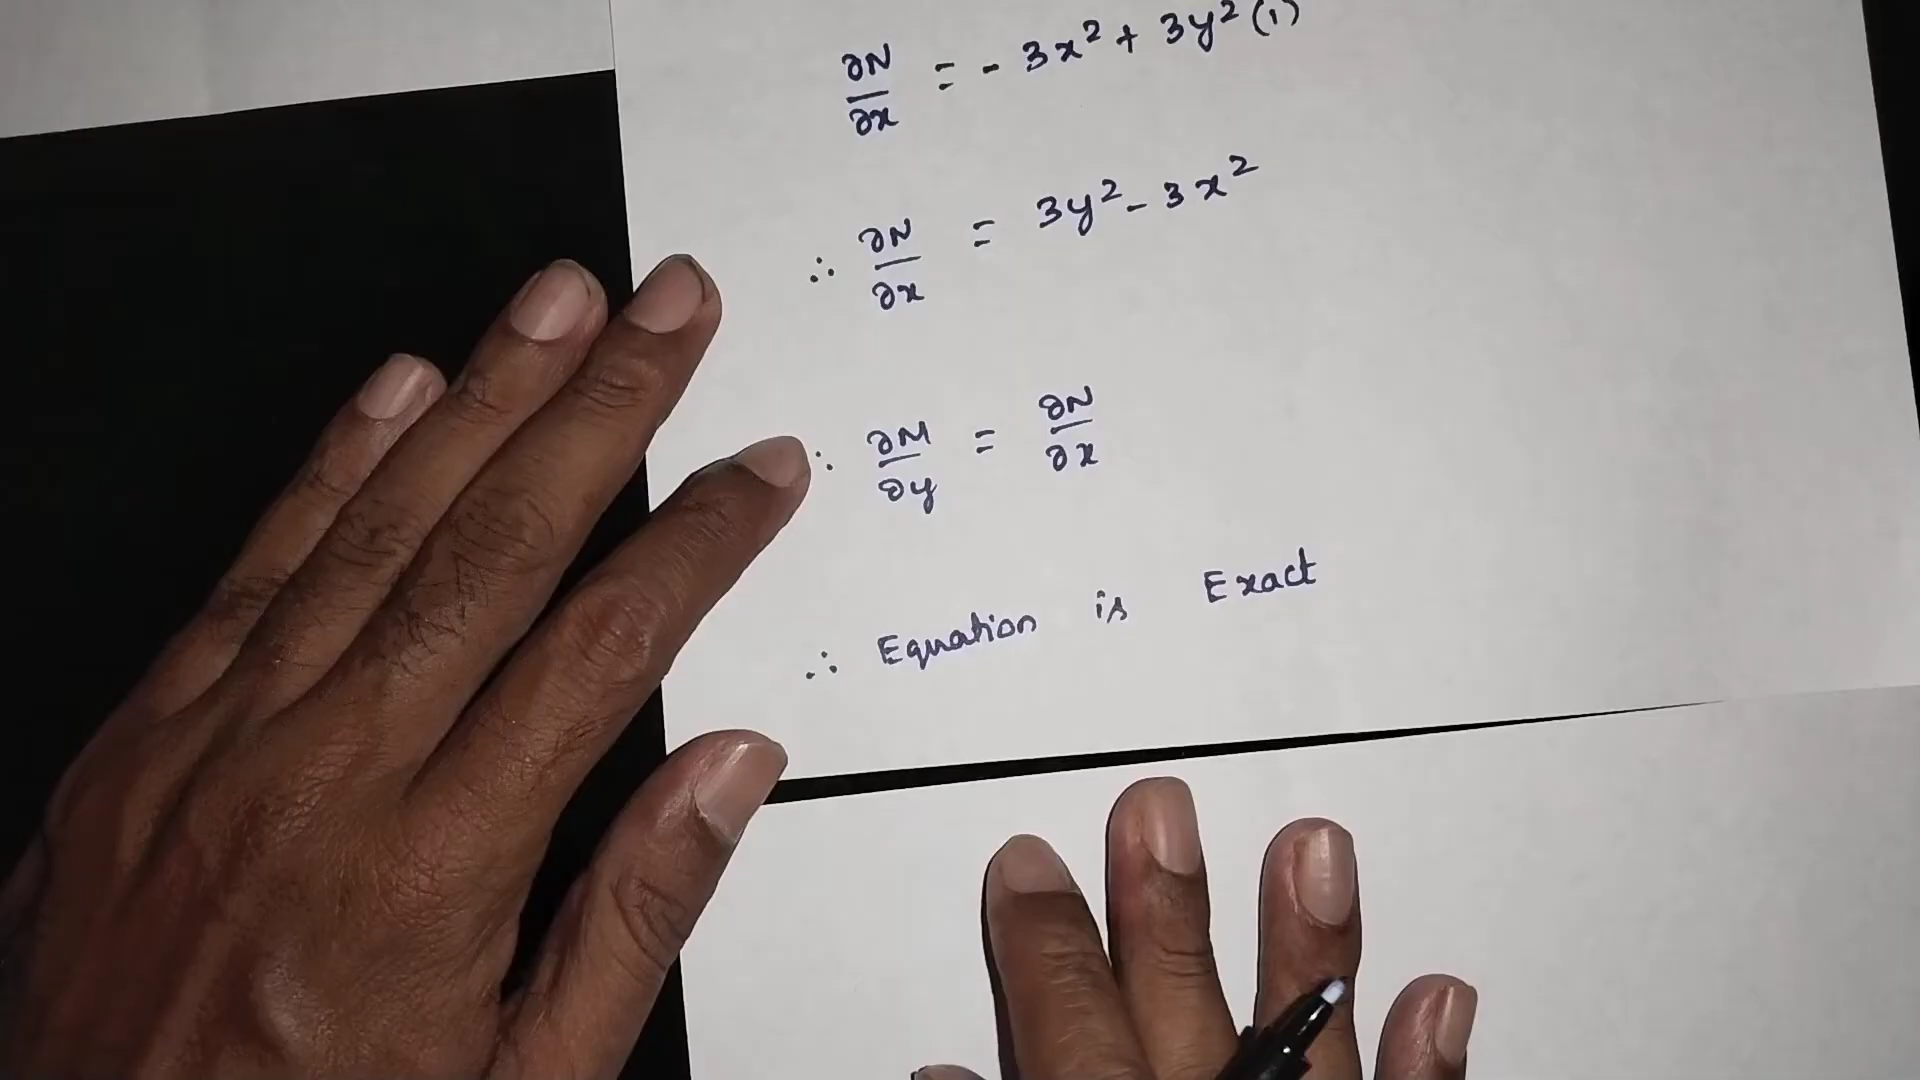 ∂N/∂x = - 3x² + 3y² (1)
∴ ∂N/∂x = 3y² - 3x²
∴ ∂M/∂y = ∂N/∂x
∴ Equation is Exact